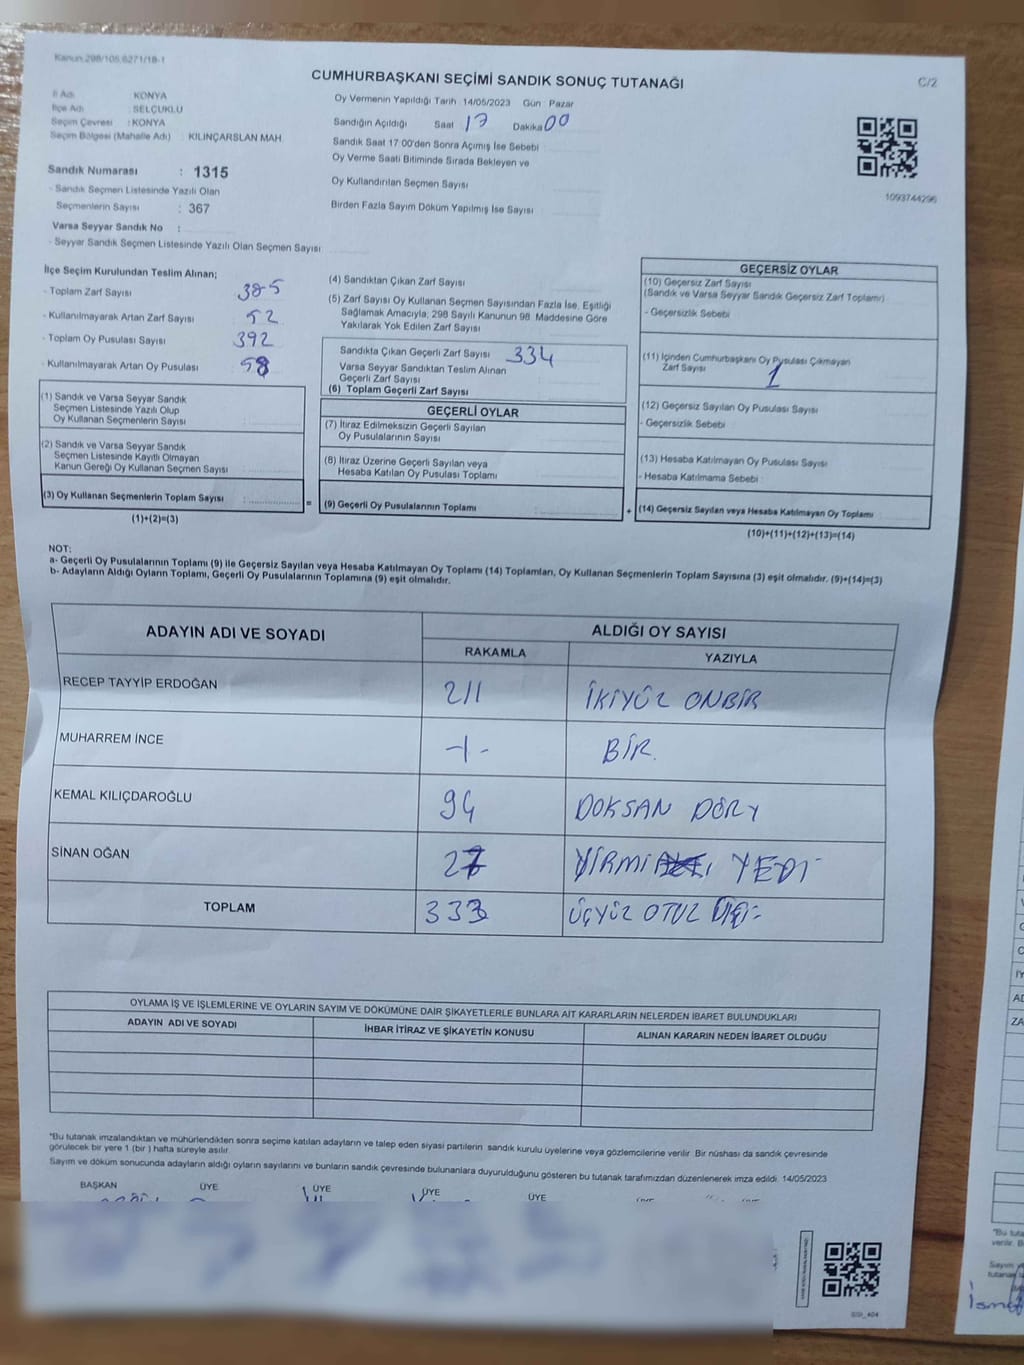 Kanun:298/105,6271/18-1
CUMHURBAŞKANI SEÇİMİ SANDIK SONUÇ TUTANAĞI
C/2
İl Adı : KONYA
İlçe Adı : SELÇUKLU
Seçim Çevresi : KONYA
Seçim Bölgesi (Mahalle Adı) : KILINÇARSLAN MAH.
Sandık Numarası : 1315
- Sandık Seçmen Listesinde Yazılı Olan
Seçmenlerin Sayısı : 367
Varsa Seyyar Sandık No :
- Seyyar Sandık Seçmen Listesinde Yazılı Olan Seçmen Sayısı
Oy Vermenin Yapıldığı Tarih 14/05/2023 Gün : Pazar
Sandığın Açıldığı Saat 17 Dakika 00
Sandık Saat 17:00'den Sonra Açımış İse Sebebi
Oy Verme Saati Bitiminde Sırada Bekleyen ve
Oy Kullandırılan Seçmen Sayısı
Birden Fazla Sayım Döküm Yapılmış İse Sayısı
1093744296
İlçe Seçim Kurulundan Teslim Alınan;
- Toplam Zarf Sayısı 385
- Kullanılmayarak Artan Zarf Sayısı 52
- Toplam Oy Pusulası Sayısı 392
- Kullanılmayarak Artan Oy Pusulası 58
(1) Sandık ve Varsa Seyyar Sandık
Seçmen Listesinde Yazılı Olup
Oy Kullanan Seçmenlerin Sayısı :
(2) Sandık ve Varsa Seyyar Sandık
Seçmen Listesinde Kayıtlı Olmayan
Kanun Gereği Oy Kullanan Seçmen Sayısı :
(3) Oy Kullanan Seçmenlerin Toplam Sayısı :
=
(1)+(2)=(3)
(4) Sandıktan Çıkan Zarf Sayısı
(5) Zarf Sayısı Oy Kullanan Seçmen Sayısından Fazla İse, Eşitliği
Sağlamak Amacıyla; 298 Sayılı Kanunun 98. Maddesine Göre
Yakılarak Yok Edilen Zarf Sayısı
Sandıkta Çıkan Geçerli Zarf Sayısı 334
Varsa Seyyar Sandıktan Teslim Alınan
Geçerli Zarf Sayısı
(6) Toplam Geçerli Zarf Sayısı
GEÇERLİ OYLAR
(7) İtiraz Edilmeksizin Geçerli Sayılan
Oy Pusulalarının Sayısı
(8) İtiraz Üzerine Geçerli Sayılan veya
Hesaba Katılan Oy Pusulası Toplamı
(9) Geçerli Oy Pusulalarının Toplamı
+
GEÇERSİZ OYLAR
(10) Geçersiz Zarf Sayısı
(Sandık ve Varsa Seyyar Sandık Geçersiz Zarf Toplamı)
- Geçersizlik Sebebi
(11) İçinden Cumhurbaşkanı Oy Pusulası Çıkmayan
Zarf Sayısı 1
(12) Geçersiz Sayılan Oy Pusulası Sayısı
- Geçersizlik Sebebi
(13) Hesaba Katılmayan Oy Pusulası Sayısı
- Hesaba Katılmama Sebebi :
(14) Geçersiz Sayılan veya Hesaba Katılmayan Oy Toplamı
(10)+(11)+(12)+(13)=(14)
NOT:
a- Geçerli Oy Pusulalarının Toplamı (9) ile Geçersiz Sayılan veya Hesaba Katılmayan Oy Toplamı (14) Toplamları, Oy Kullanan Seçmenlerin Toplam Sayısına (3) eşit olmalıdır. (9)+(14)=(3)
b- Adayların Aldığı Oyların Toplamı, Geçerli Oy Pusulalarının Toplamına (9) eşit olmalıdır.
ADAYIN ADI VE SOYADI
ALDIĞI OY SAYISI
RAKAMLA YAZIYLA
RECEP TAYYİP ERDOĞAN 211 İKİYÜZ ONBİR
MUHARREM İNCE -1- BİR.
KEMAL KILIÇDAROĞLU 94 DOKSAN DÖRT
SİNAN OĞAN 27 YİRMİ YEDİ
TOPLAM 333 ÜÇYÜZ OTUZ
OYLAMA İŞ VE İŞLEMLERİNE VE OYLARIN SAYIM VE DÖKÜMÜNE DAİR ŞİKAYETLERLE BUNLARA AİT KARARLARIN NELERDEN İBARET BULUNDUKLARI
ADAYIN ADI VE SOYADI İHBAR İTİRAZ VE ŞİKAYETİN KONUSU ALINAN KARARIN NEDEN İBARET OLDUĞU
*Bu tutanak imzalandıktan ve mühürlendikten sonra seçime katılan adayların ve talep eden siyasi partilerin sandık kurulu üyelerine veya gözlemcilerine verilir. Bir nüshası da sandık çevresinde
görülecek bir yere 1 (bir ) hafta süreyle asılır.
Sayım ve döküm sonucunda adayların aldığı oyların sayılarını ve bunların sandık çevresinde bulunanlara duyurulduğunu gösteren bu tutanak tarafımızdan düzenlenerek imza edildi. 14/05/2023
BAŞKAN ÜYE ÜYE ÜYE ÜYE